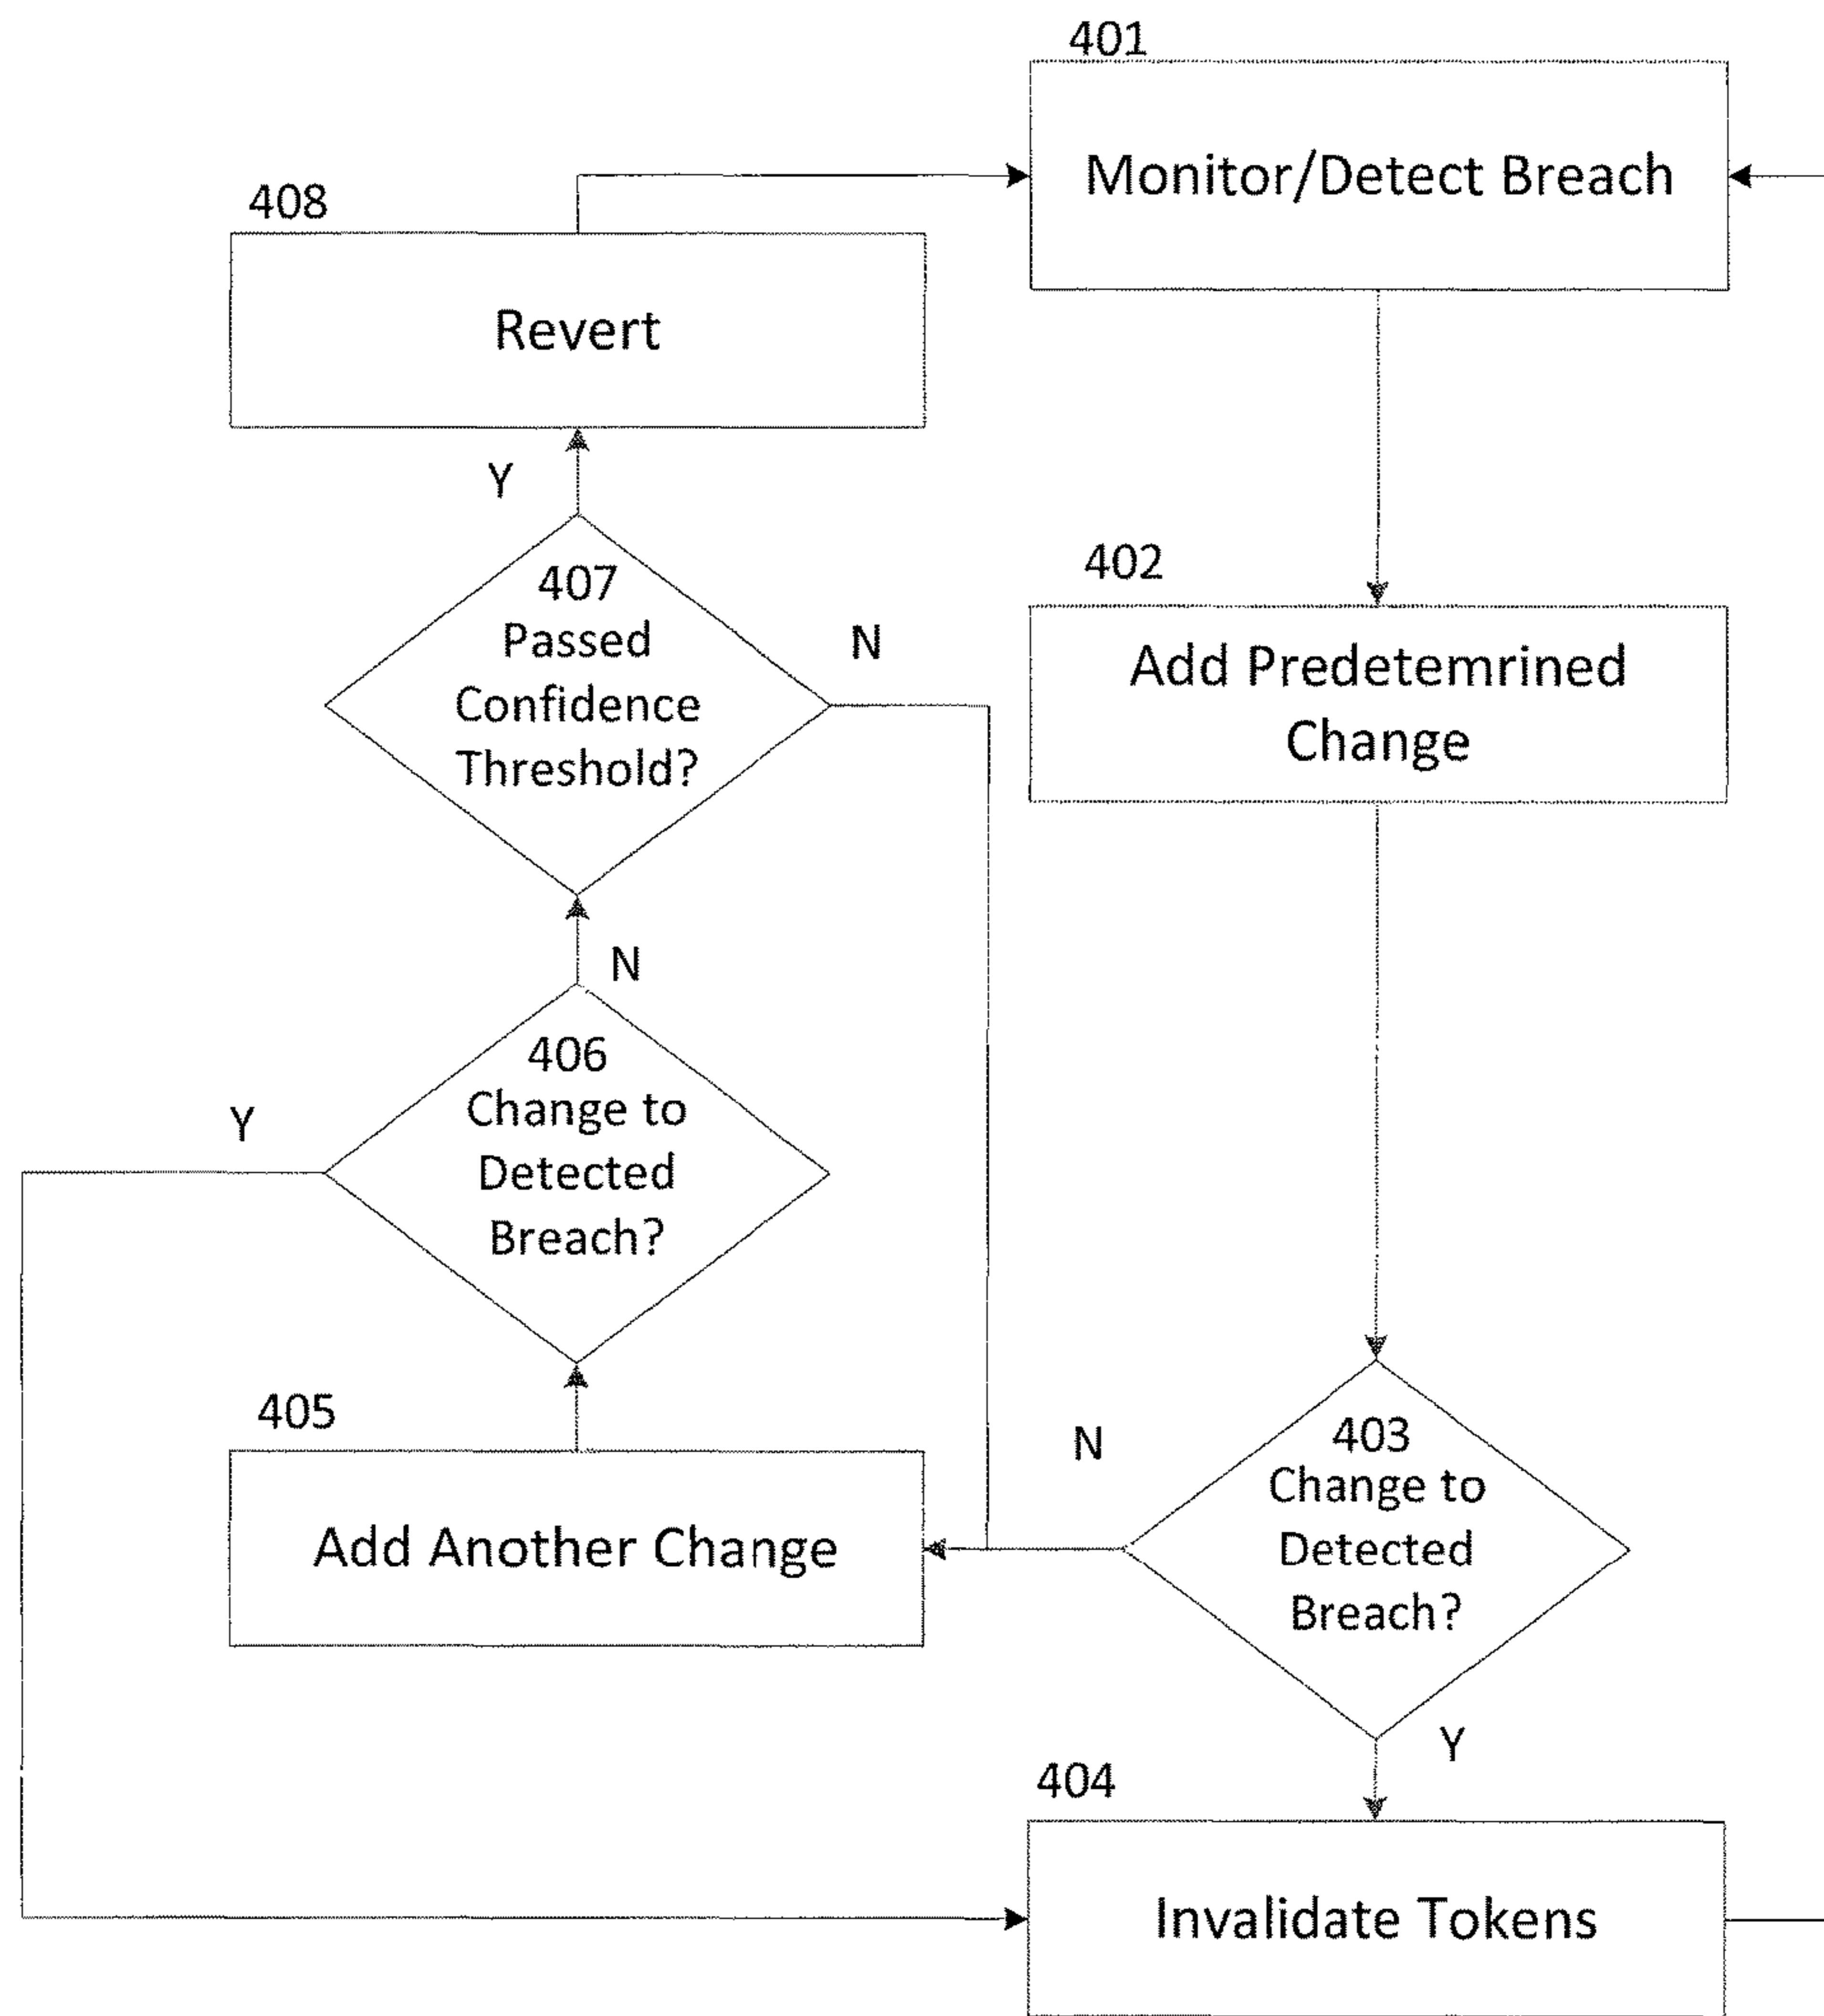 401
Monitor/Detect Breach
408
Revert
Y
402
Add Predetemrined
Change
407
Passed
Confidence
Threshold?
N
N
406
Change to
Detected
Breach?
Y
405
Add Another Change
N
403
Change to
Detected
Breach?
Y
404
Invalidate Tokens